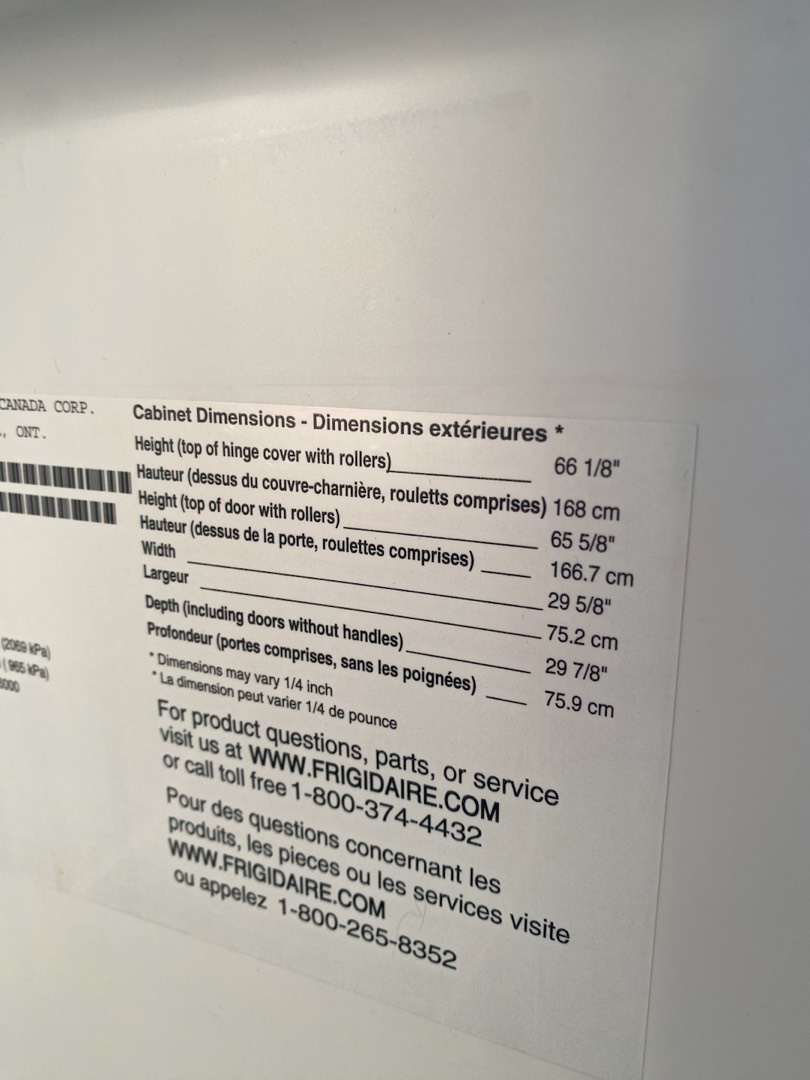 CANADA CORP.
., ONT.
(2069 kPa)
(965 kPa)
Cabinet Dimensions - Dimensions extérieures *
Height (top of hinge cover with rollers) 66 1/8"
Hauteur (dessus du couvre-charnière, rouletts comprises) 168 cm
Height (top of door with rollers) 65 5/8"
Hauteur (dessus de la porte, roulettes comprises) 166.7 cm
Width 29 5/8"
Largeur 75.2 cm
Depth (including doors without handles) 29 7/8"
Profondeur (portes comprises, sans les poignées) 75.9 cm
* Dimensions may vary 1/4 inch
* La dimension peut varier 1/4 de pounce
For product questions, parts, or service
visit us at WWW.FRIGIDAIRE.COM
or call toll free 1-800-374-4432
Pour des questions concernant les
produits, les pieces ou les services visite
WWW.FRIGIDAIRE.COM
ou appelez 1-800-265-8352